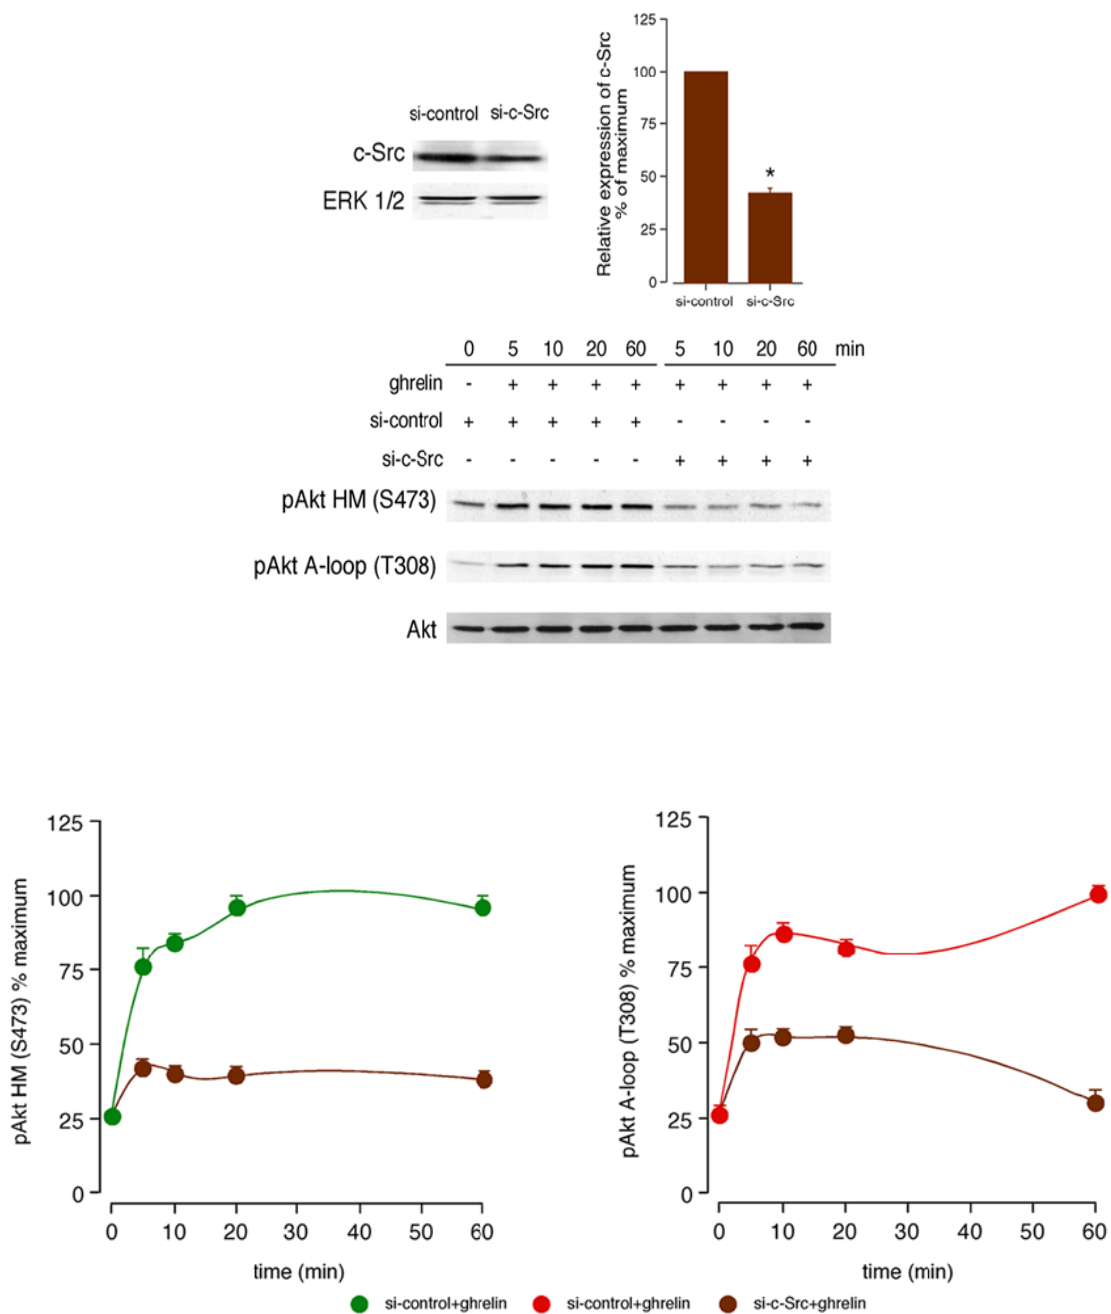 si-control si-c-Src
c-Src
ERK 1/2
Relative expression of c-Src
% of maximum
125
100
75
50
25
0
*
si-control si-c-Src
0 5 10 20 60 5 10 20 60 min
ghrelin - + + + + + + + +
si-control + + + + + - - - -
si-c-Src - - - - - + + + +
pAkt HM (S473)
pAkt A-loop (T308)
Akt
pAkt HM (S473) % maximum
125
100
75
50
25
0
0 10 20 30 40 50 60
time (min)
pAkt A-loop (T308) % maximum
125
100
75
50
25
0
0 10 20 30 40 50 60
time (min)
si-control+ghrelin si-control+ghrelin si-c-Src+ghrelin